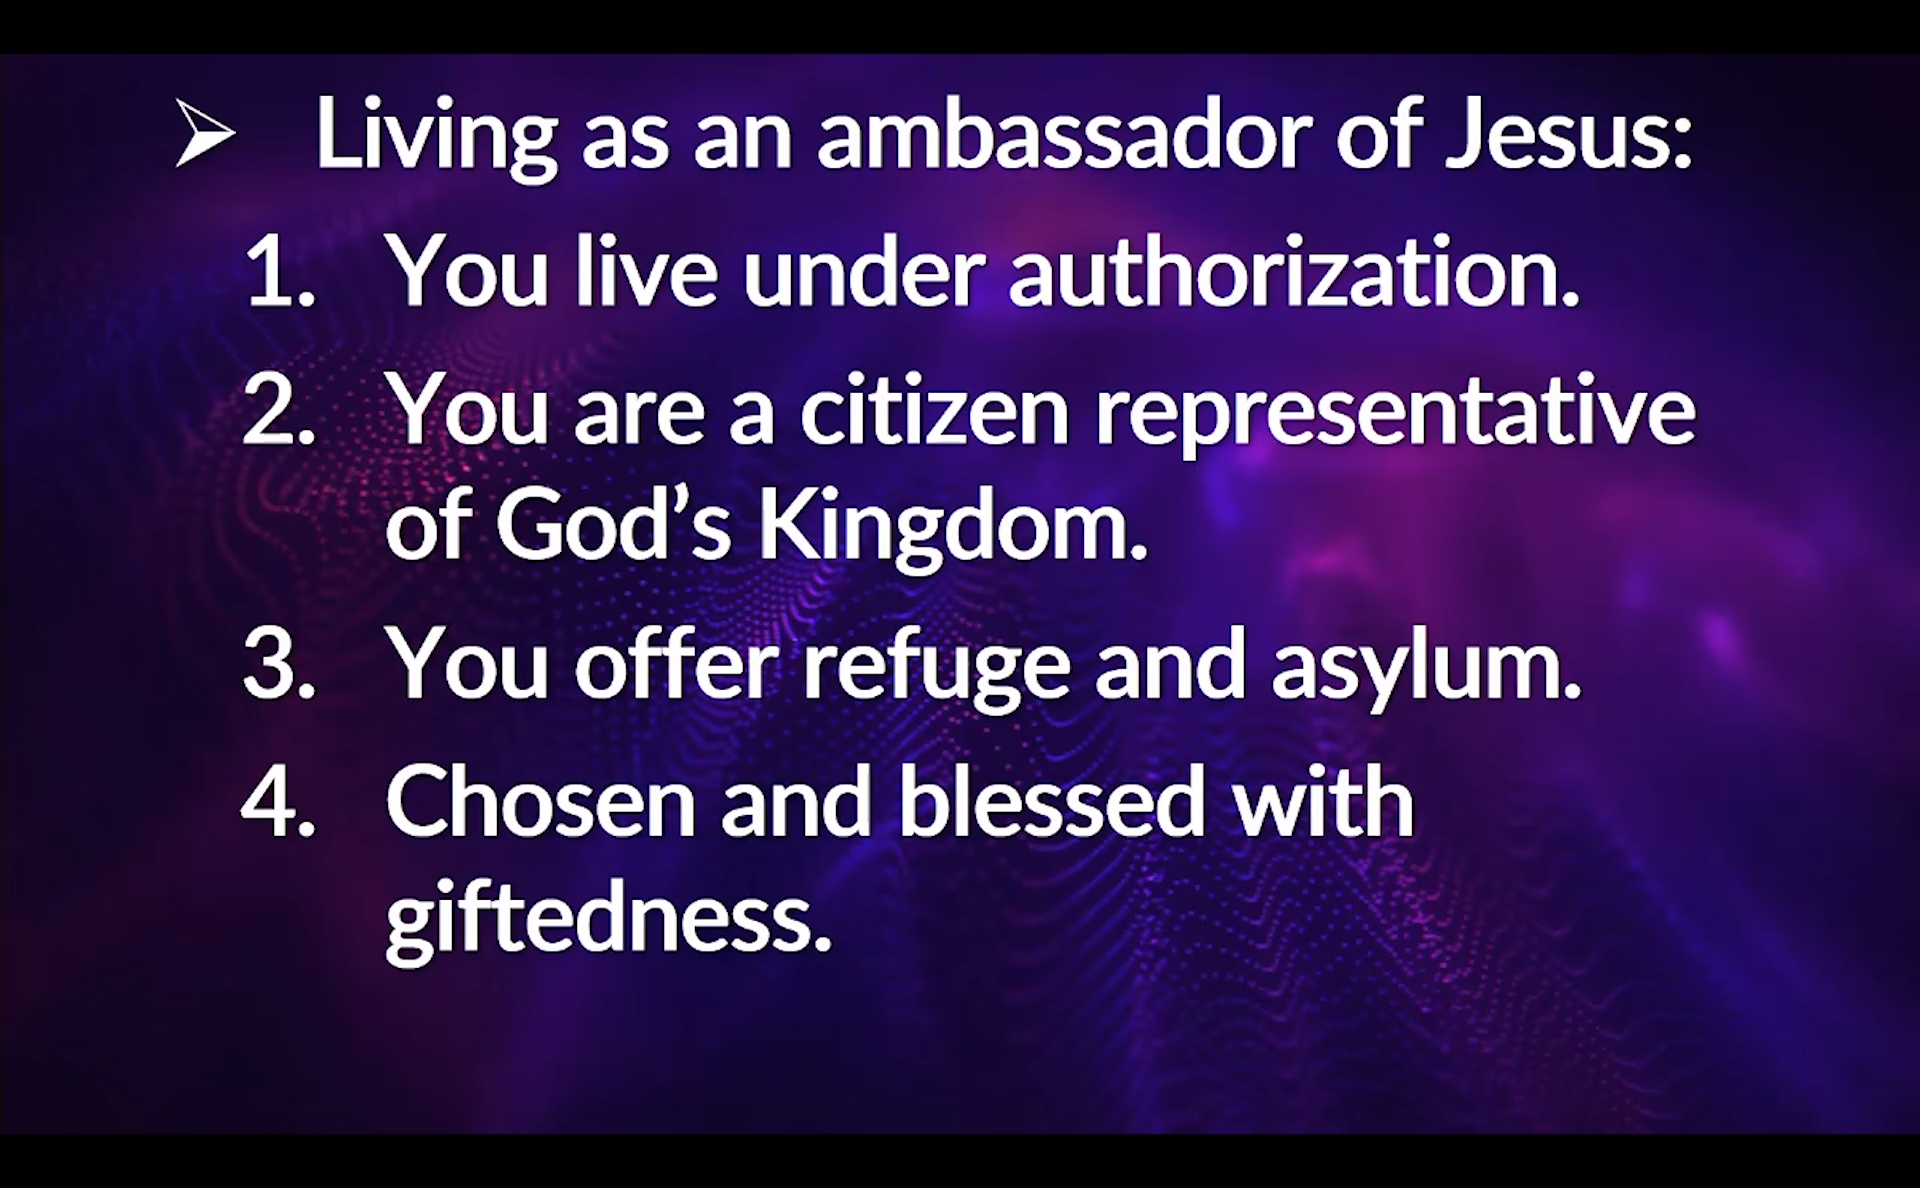 ➢ Living as an ambassador of Jesus:
1. You live under authorization.
2. You are a citizen representative
of God’s Kingdom.
3. You offer refuge and asylum.
4. Chosen and blessed with
giftedness.